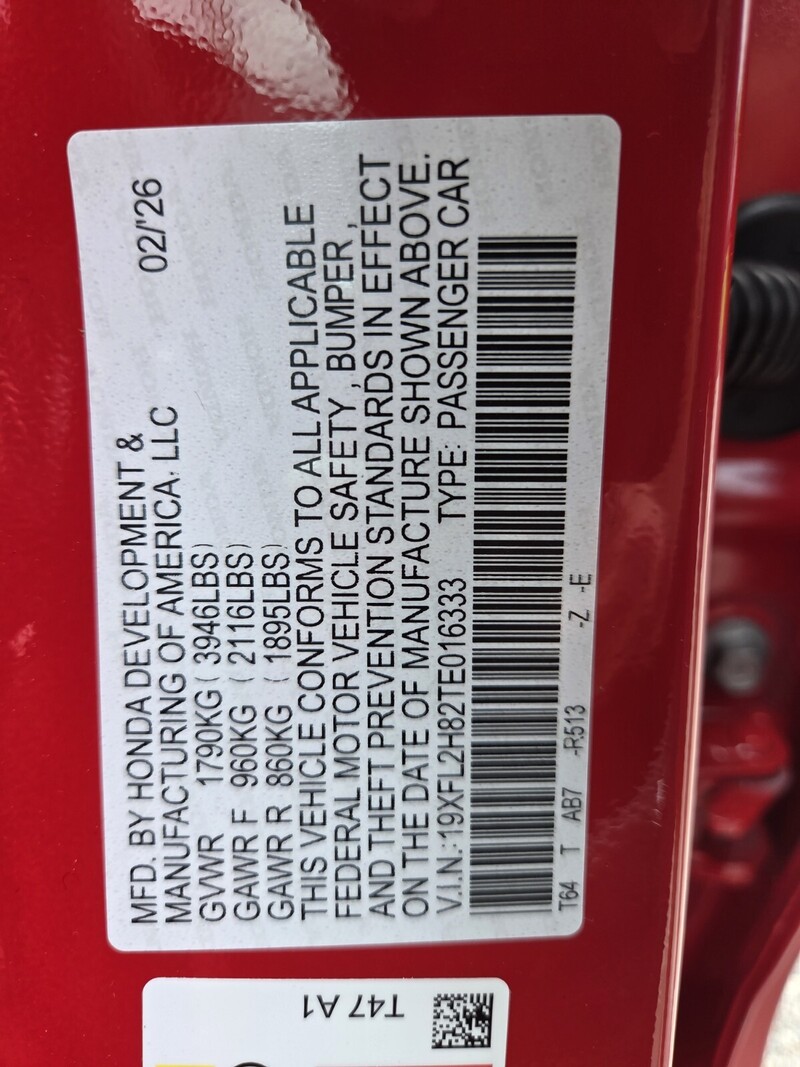 MFD. BY HONDA DEVELOPMENT &
MANUFACTURING OF AMERICA, LLC 02/'26
GVWR 1790KG ( 3946LBS)
GAWR F 960KG ( 2116LBS)
GAWR R 860KG ( 1895LBS)
THIS VEHICLE CONFORMS TO ALL APPLICABLE
FEDERAL MOTOR VEHICLE SAFETY , BUMPER ,
AND THEFT PREVENTION STANDARDS IN EFFECT
ON THE DATE OF MANUFACTURE SHOWN ABOVE.
V.I.N.: 19XFL2H82TE016333 TYPE: PASSENGER CAR
T64 T AB7 -R513 -Z -E
T47 A1